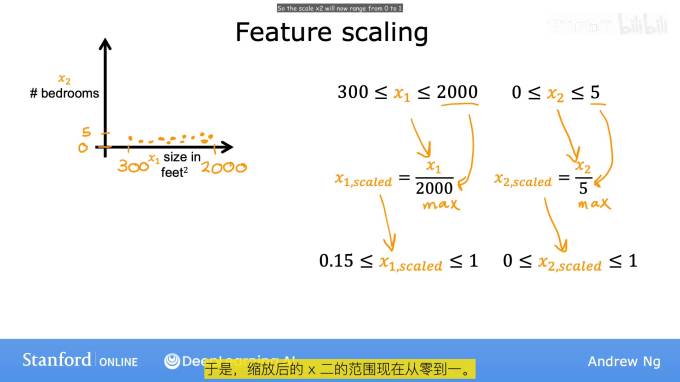 So the scale x2 will now range from 0 to 1
Feature scaling
bilibili
x₂
# bedrooms
5
0
300
x₁ size in
feet²
2000
300 ≤ x₁ ≤ 2000
0 ≤ x₂ ≤ 5
x₁,scaled = x₁/2000
max
x₂,scaled = x₂/5
max
0.15 ≤ x₁,scaled ≤ 1
0 ≤ x₂,scaled ≤ 1
Stanford ONLINE
DeepLearning.AI
Andrew Ng
于是，缩放后的 x 二的范围现在从零到一。